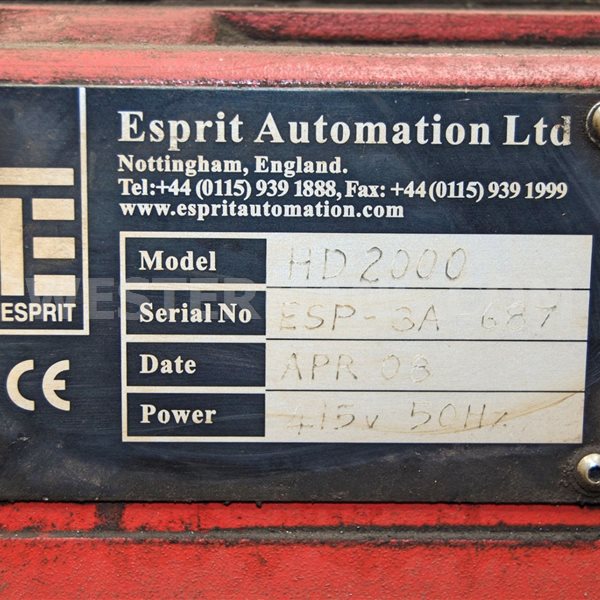 Esprit Automation Ltd
Nottingham, England.
Tel:+44 (0115) 939 1888, Fax: +44 (0115) 939 1999
www.espritautomation.com
E
ESPRIT
CE
Model HD2000
Serial No ESP-3A 687
Date APR 03
Power 415v 50Hz